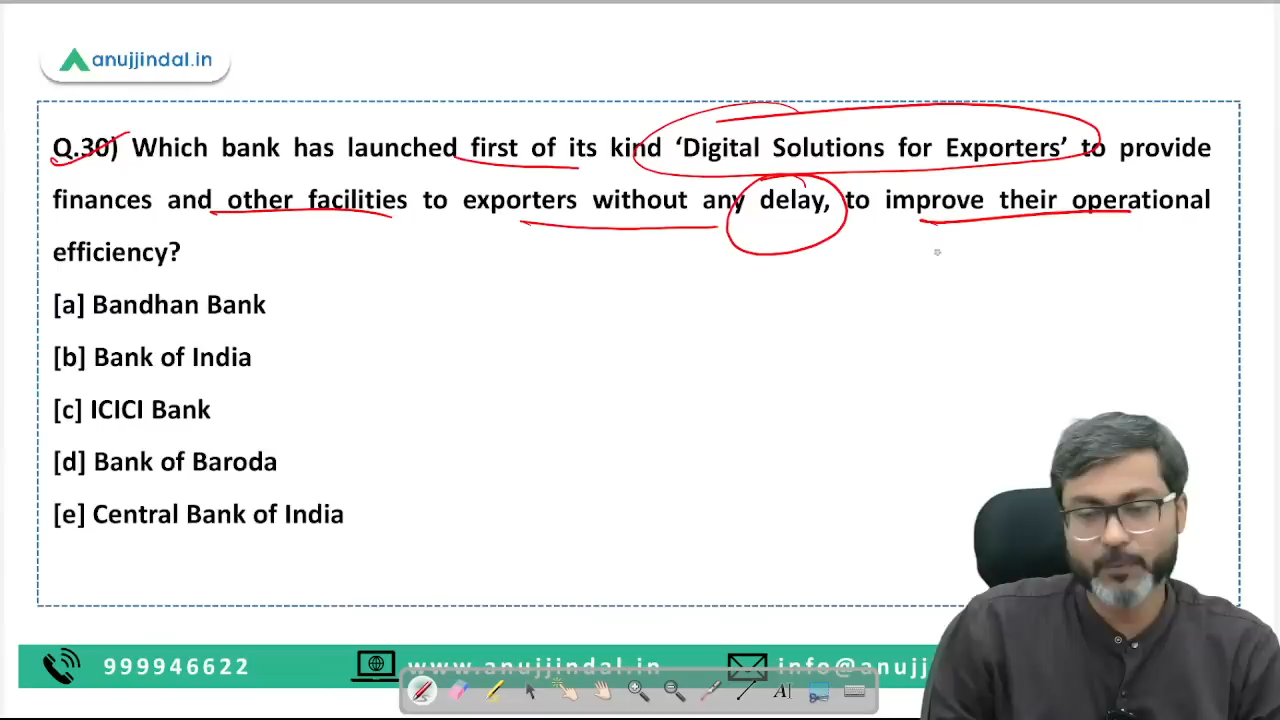 anujjindal.in
Q.30) Which bank has launched first of its kind ‘Digital Solutions for Exporters’ to provide
finances and other facilities to exporters without any delay, to improve their operational
efficiency?
[a] Bandhan Bank
[b] Bank of India
[c] ICICI Bank
[d] Bank of Baroda
[e] Central Bank of India
999946622
www.anujjindal.in
info@anujj
A